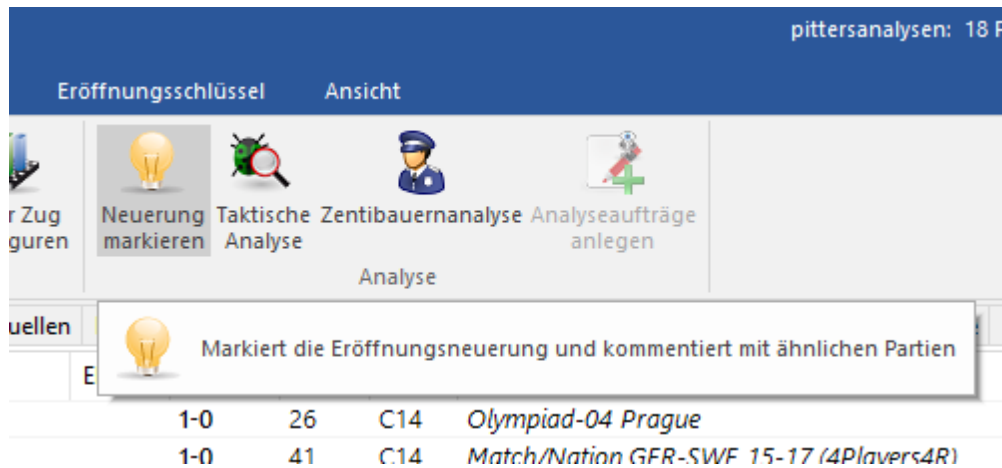 pittersanalysen: 18
Eröffnungsschlüssel Ansicht
Zug Neuerung Taktische Zentibauernanalyse Analyseaufträge
markieren Analyse anlegen
Analyse
Markiert die Eröffnungsneuerung und kommentiert mit ähnlichen Partien
1-0 26 C14 Olympiad-04 Prague
1-0 41 C14 Match/Nation GER-SWE 15-17 (4Players4R)